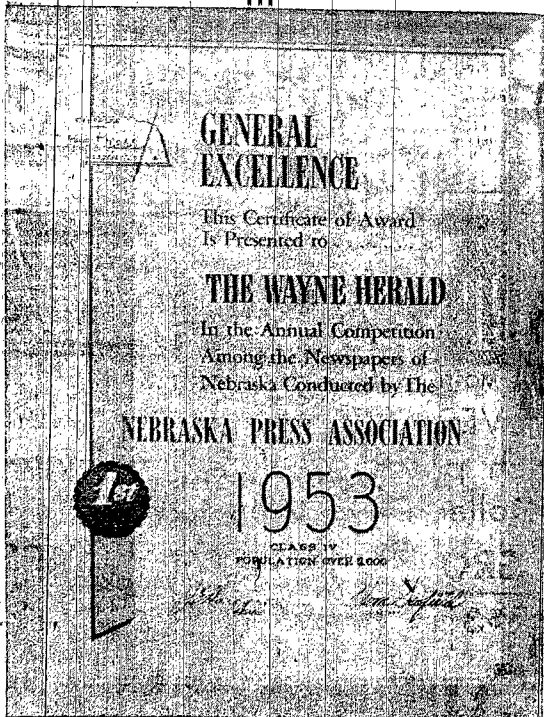 GENERAL
EXCELLENCE
This Certificate of Award
Is Presented to
THE WAYNE HERALD
In the Annual Competition
Among the Newspapers of
Nebraska Conducted by The
NEBRASKA PRESS ASSOCIATION
1st
1953
CLASS IV
POPULATION OVER 2000